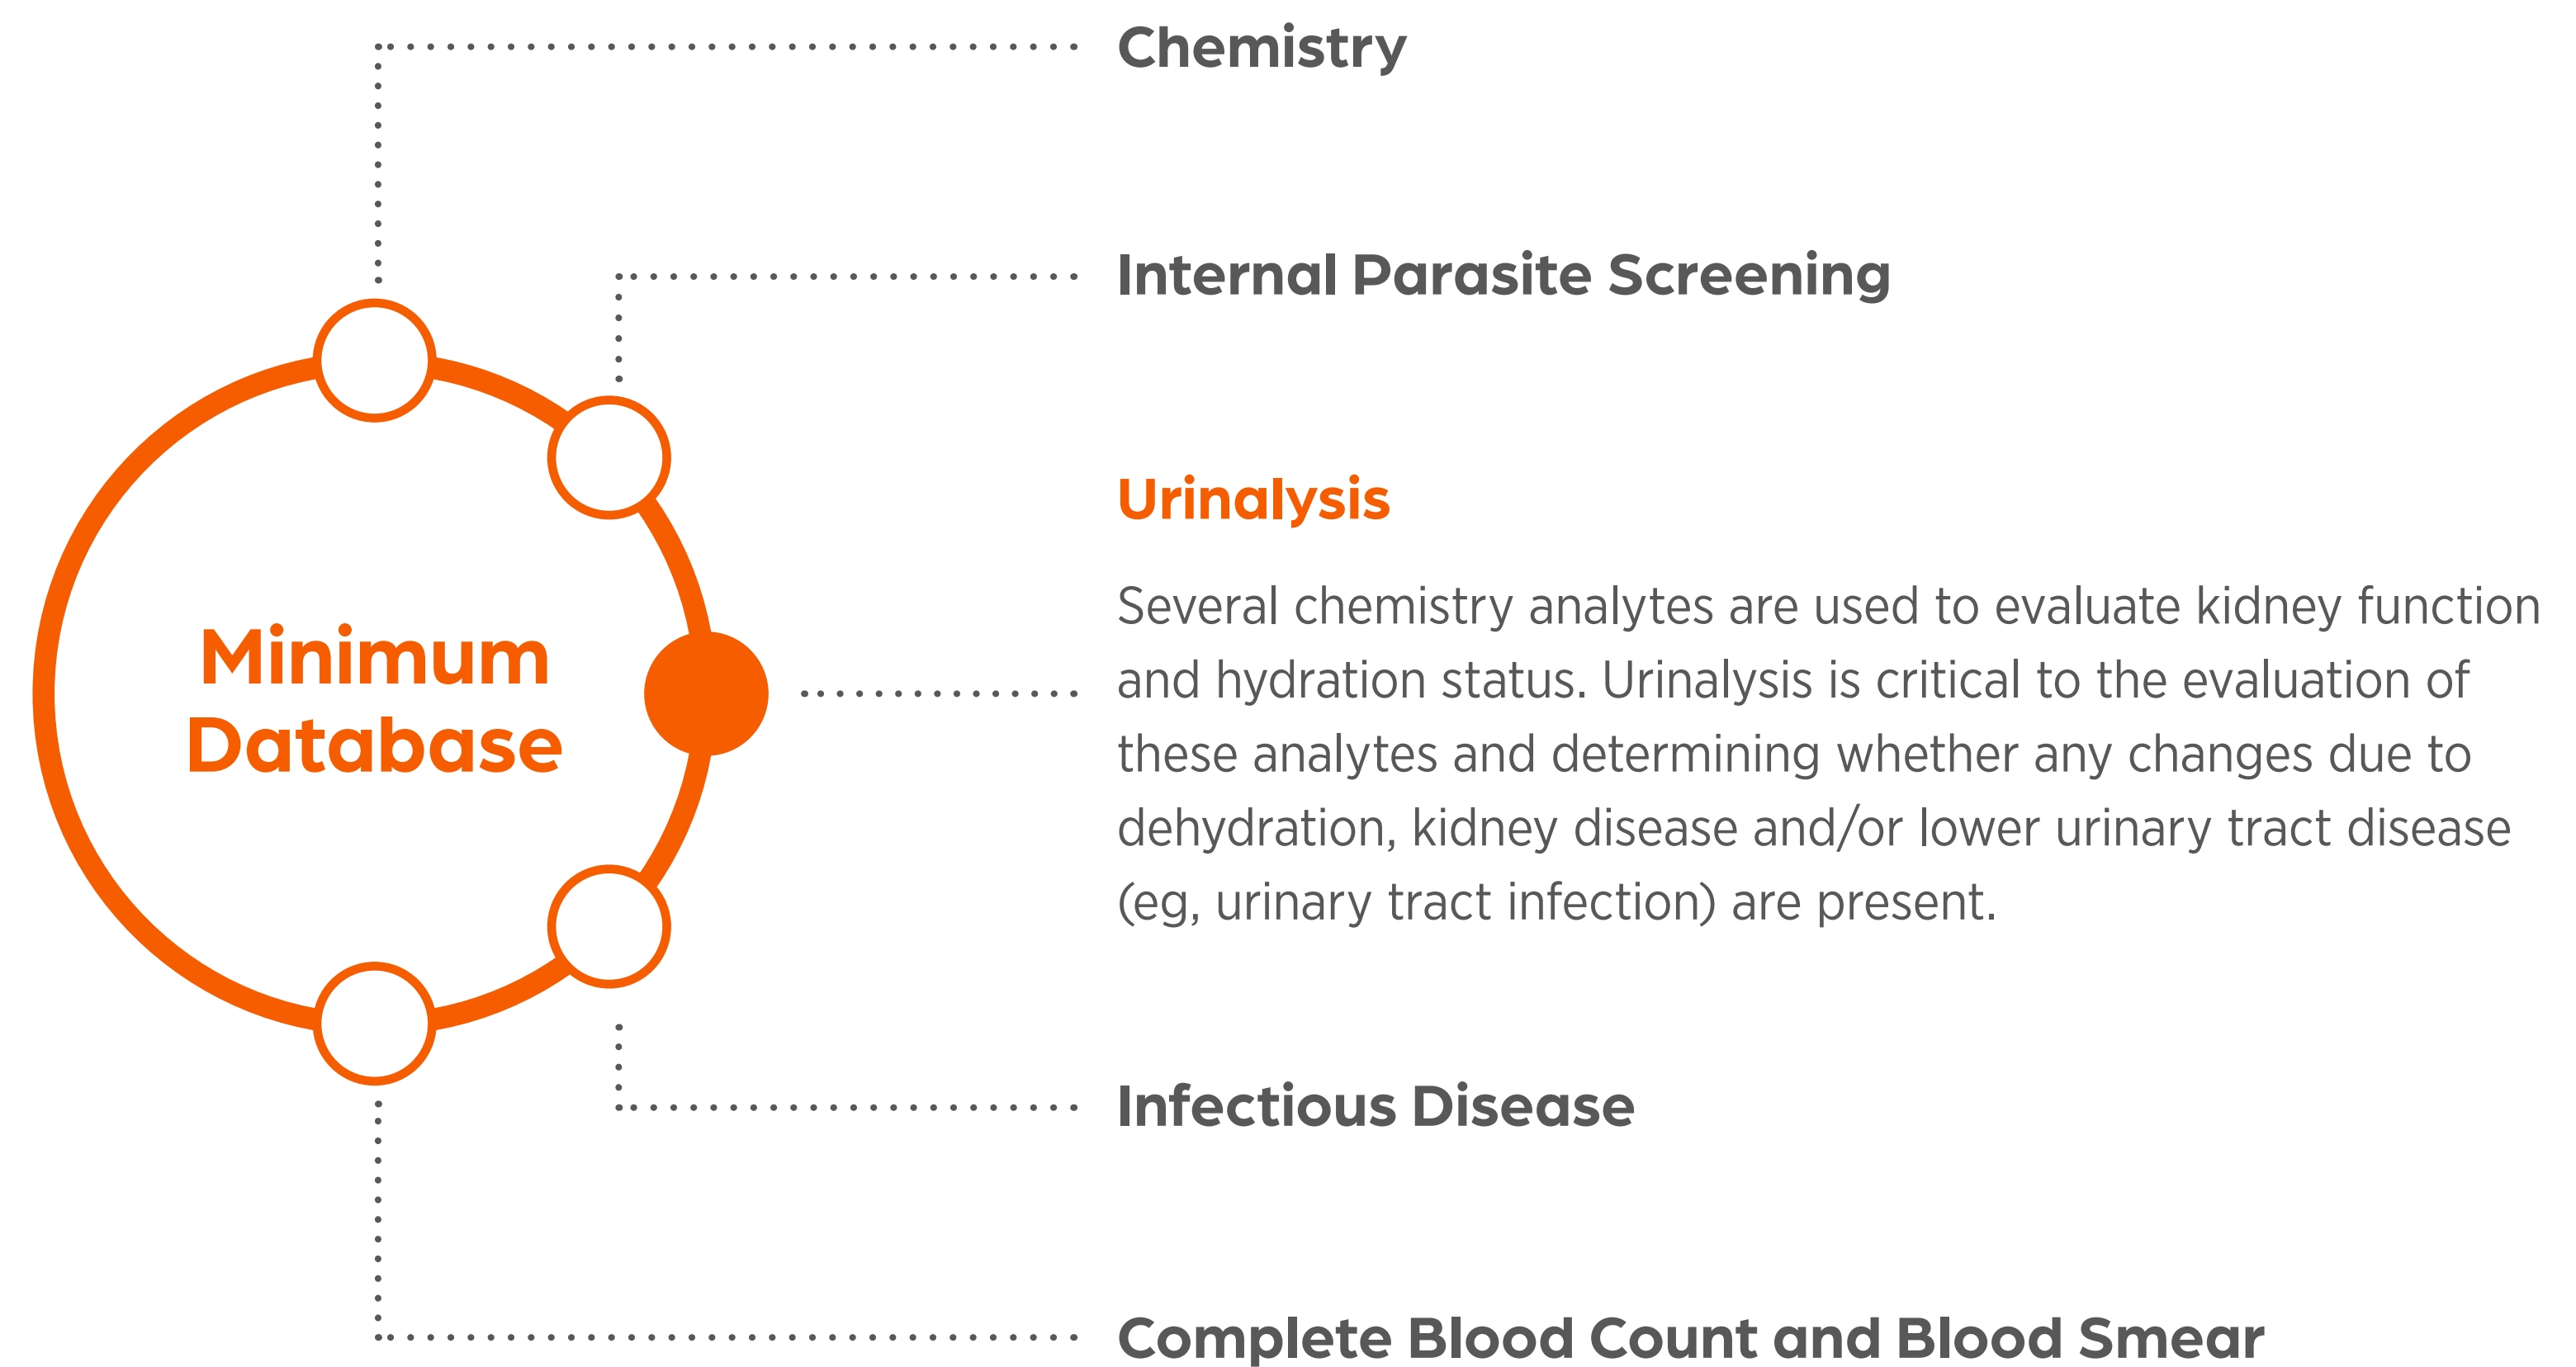 Chemistry
Internal Parasite Screening
Urinalysis
Several chemistry analytes are used to evaluate kidney function
and hydration status. Urinalysis is critical to the evaluation of
these analytes and determining whether any changes due to
dehydration, kidney disease and/or lower urinary tract disease
(eg, urinary tract infection) are present.
Minimum
Database
Infectious Disease
Complete Blood Count and Blood Smear